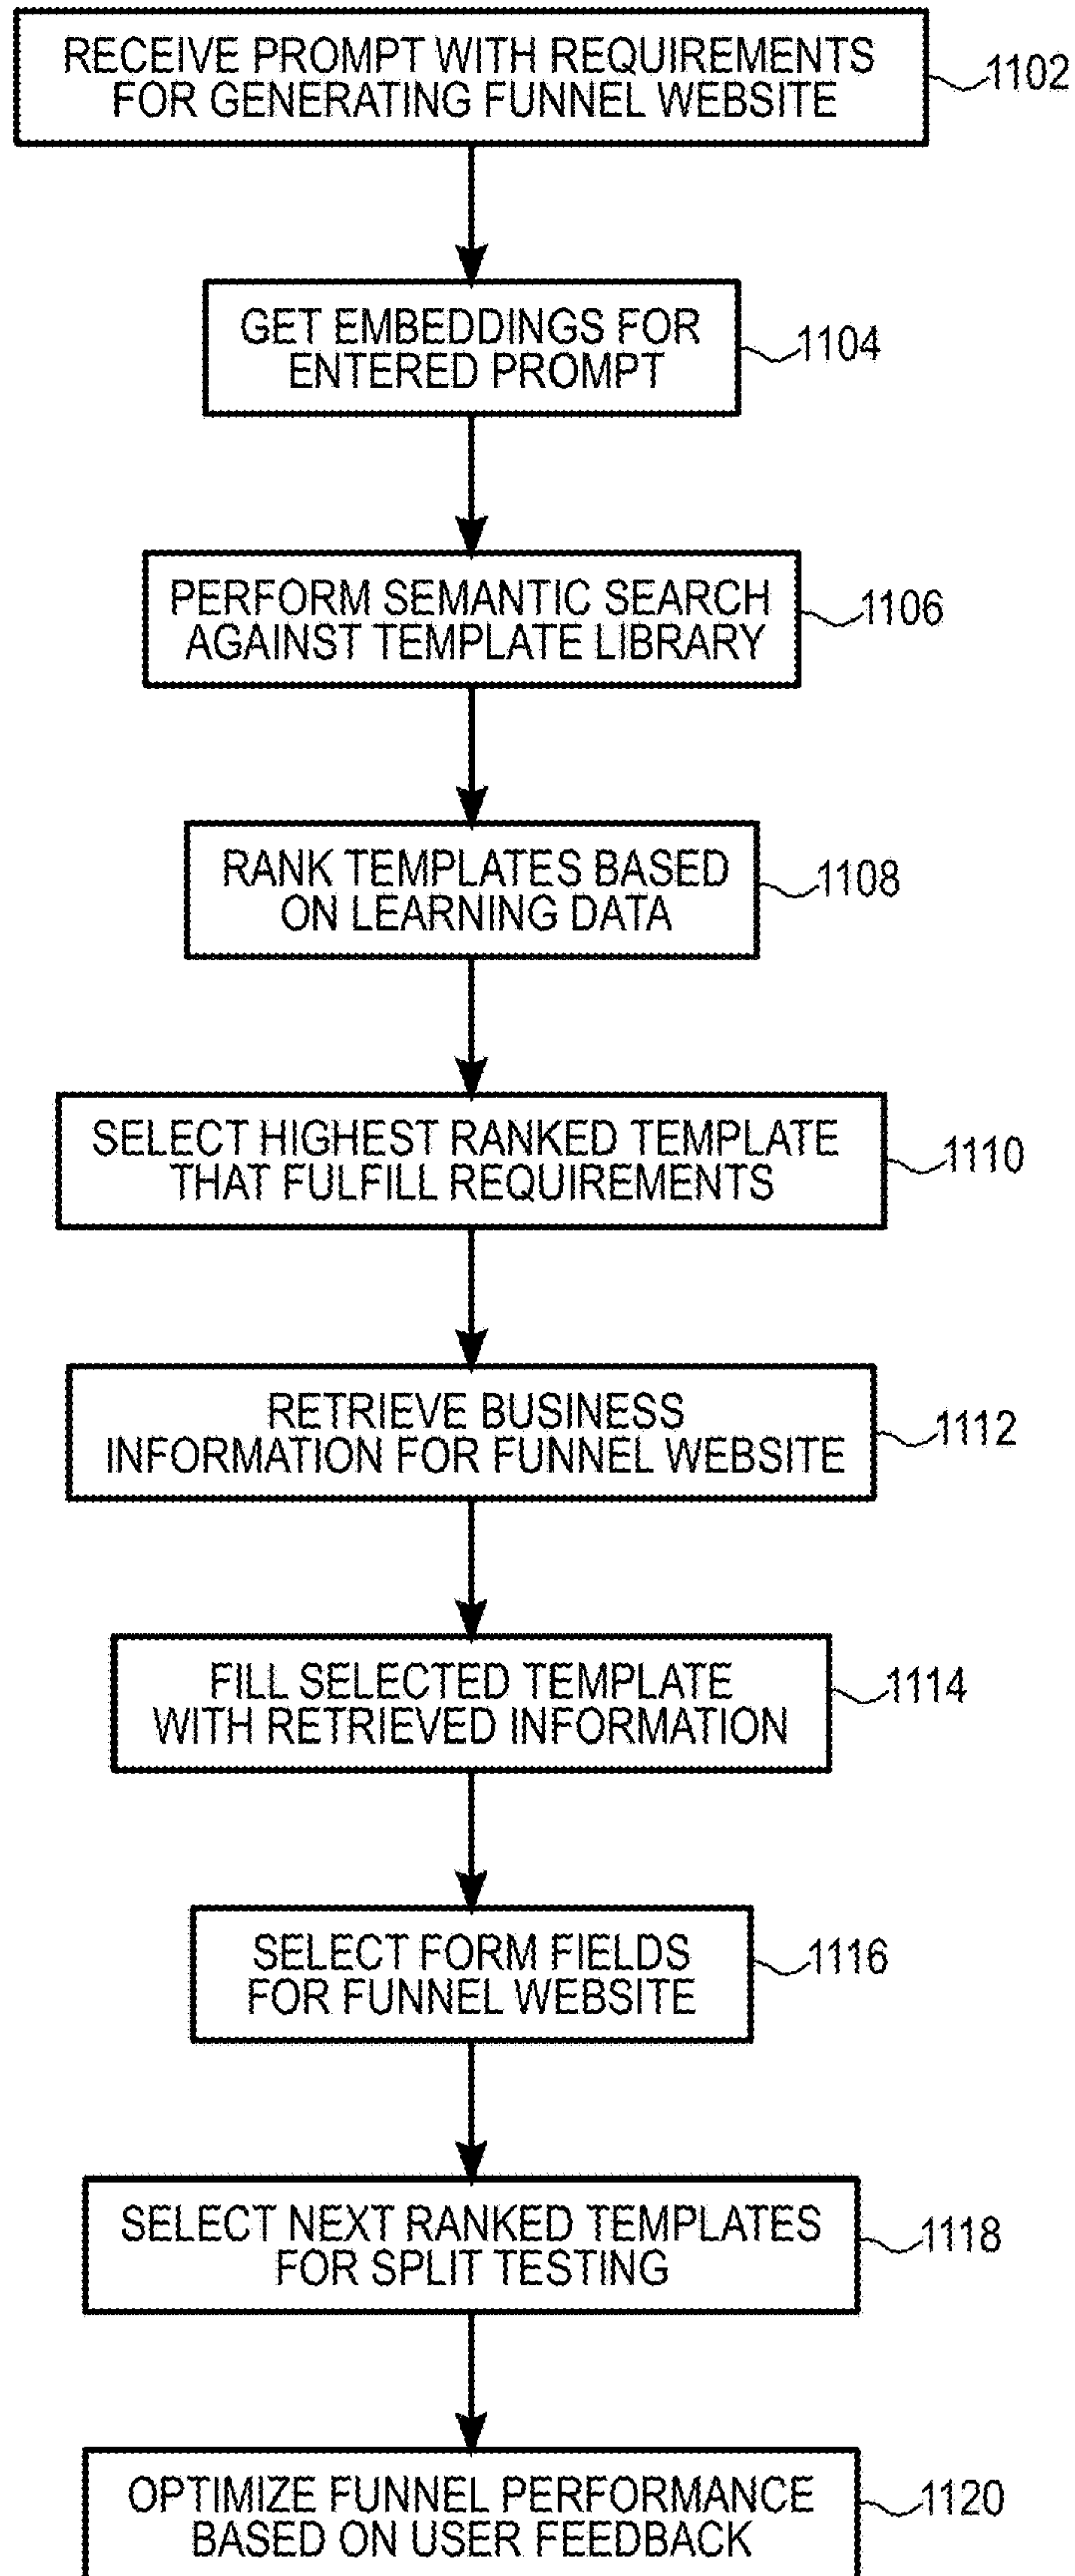 RECEIVE PROMPT WITH REQUIREMENTS
FOR GENERATING FUNNEL WEBSITE
1102
GET EMBEDDINGS FOR
ENTERED PROMPT
1104
PERFORM SEMANTIC SEARCH
AGAINST TEMPLATE LIBRARY
1106
RANK TEMPLATES BASED
ON LEARNING DATA
1108
SELECT HIGHEST RANKED TEMPLATE
THAT FULFILL REQUIREMENTS
1110
RETRIEVE BUSINESS
INFORMATION FOR FUNNEL WEBSITE
1112
FILL SELECTED TEMPLATE
WITH RETRIEVED INFORMATION
1114
SELECT FORM FIELDS
FOR FUNNEL WEBSITE
1116
SELECT NEXT RANKED TEMPLATES
FOR SPLIT TESTING
1118
OPTIMIZE FUNNEL PERFORMANCE
BASED ON USER FEEDBACK
1120